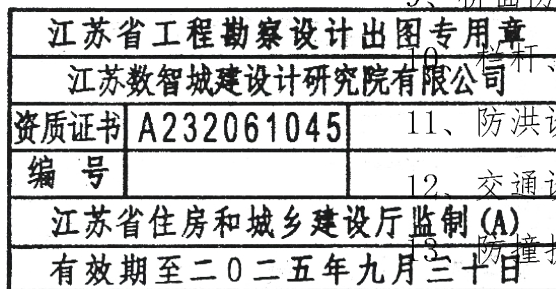 江苏省工程勘察设计出图专用章
江苏数智城建设计研究院有限公司
资质证书 A232061045
编 号
江苏省住房和城乡建设厅监制(A)
有效期至二〇二五年九月三十日
10、栏杆、
11、防洪
12、交通
13、防撞